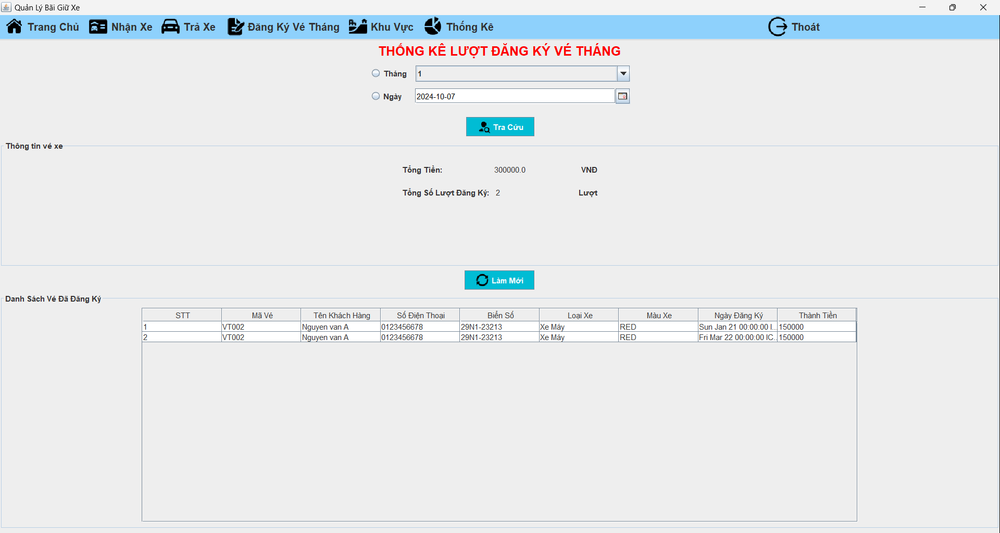 Quản Lý Bãi Giữ Xe
Trang Chủ Nhận Xe Trả Xe Đăng Ký Vé Tháng Khu Vực Thống Kê Thoát
THỐNG KÊ LƯỢT ĐĂNG KÝ VÉ THÁNG
Tháng 1
Ngày 2024-10-07
Tra Cứu
Thông tin vé xe
Tổng Tiền: 300000.0 VNĐ
Tổng Số Lượt Đăng Ký: 2 Lượt
Làm Mới
Danh Sách Vé Đã Đăng Ký
STT Mã Vé Tên Khách Hàng Số Điện Thoại Biển Số Loại Xe Màu Xe Ngày Đăng Ký Thành Tiền
1 VT002 Nguyen van A 0123456678 29N1-23213 Xe Máy RED Sun Jan 21 00:00:00 I... 150000
2 VT002 Nguyen van A 0123456678 29N1-23213 Xe Máy RED Fri Mar 22 00:00:00 IC... 150000